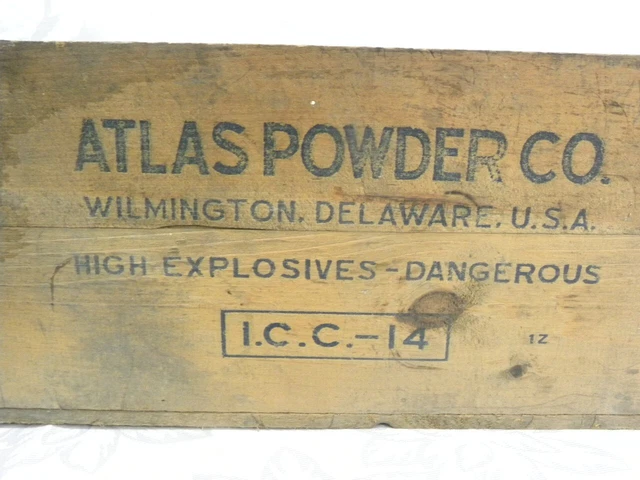 ATLAS POWDER CO.
WILMINGTON, DELAWARE, U.S.A.
HIGH EXPLOSIVES – DANGEROUS
I.C.C.–14
1Z